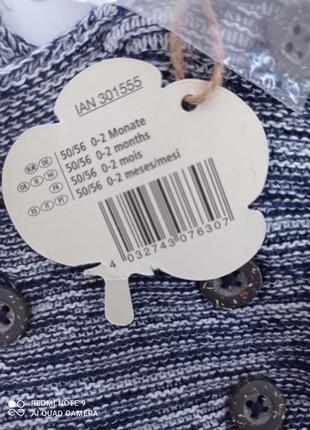 IAN 301555
50/56 0-2 Monate
50/56 0-2 months
50/56 0-2 mois
50/56 0-2 meses/mesi
4 032743 076307
REDMI NOTE 9
AI QUAD CAMERA